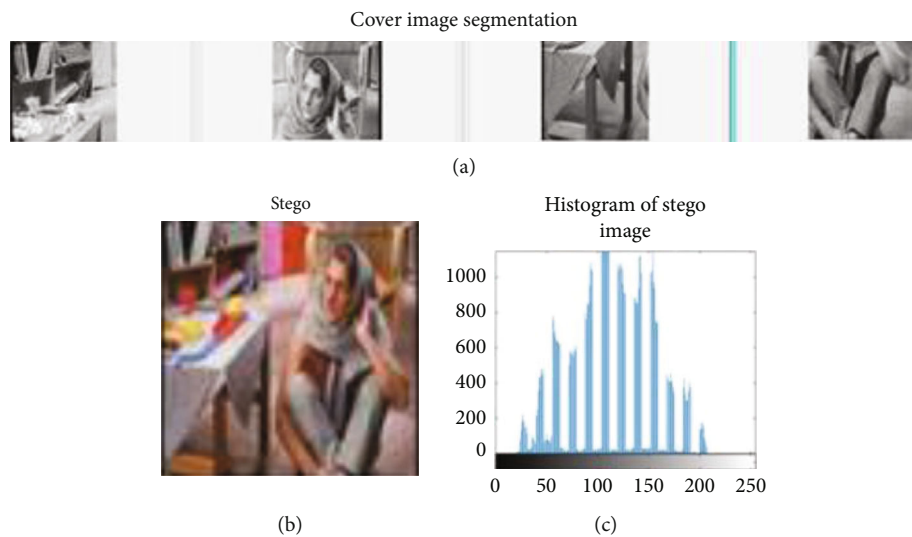 Cover image segmentation
(a)
Stego
(b)
Histogram of stego
image
1000
800
600
400
200
0
0 50 100 150 200 250
(c)